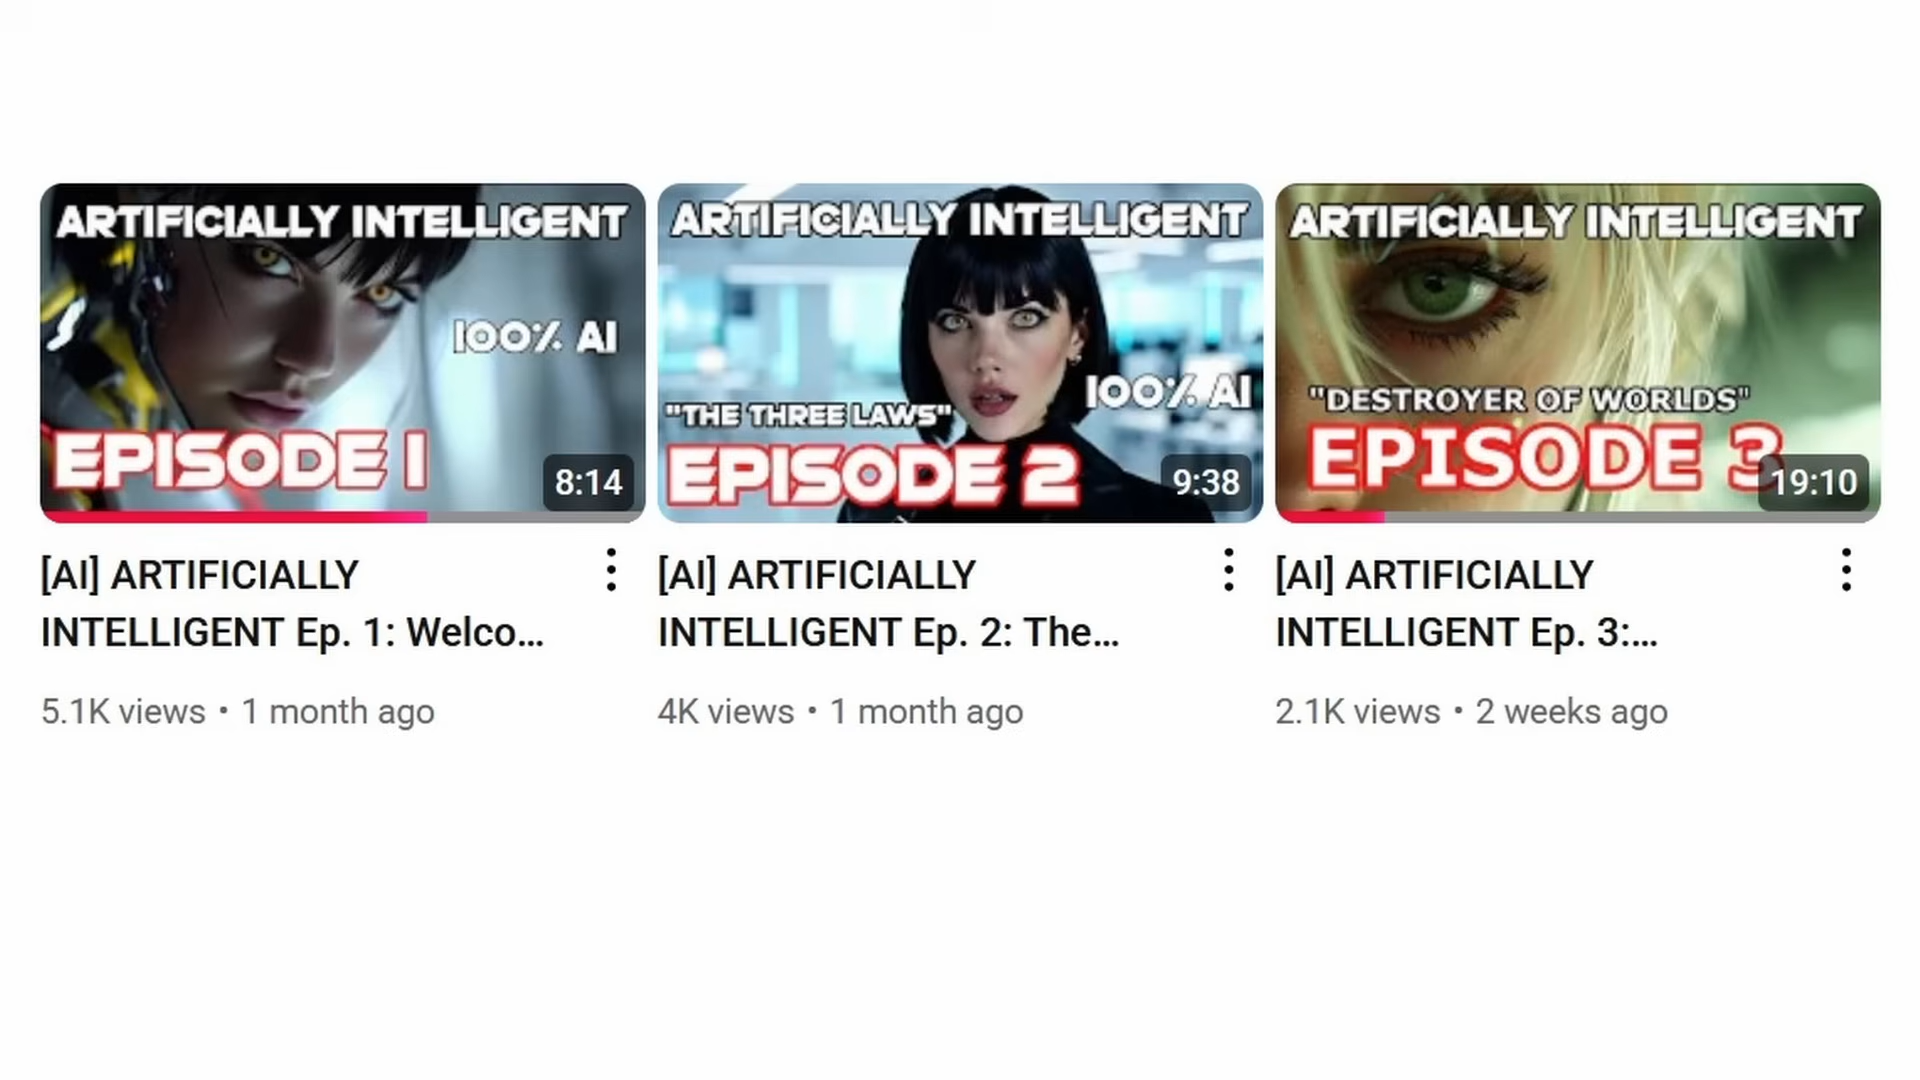 ARTIFICIALLY INTELLIGENT
100% AI
EPISODE 1
8:14
[AI] ARTIFICIALLY
INTELLIGENT Ep. 1: Welco...
5.1K views • 1 month ago
ARTIFICIALLY INTELLIGENT
100% AI
"THE THREE LAWS"
EPISODE 2
9:38
[AI] ARTIFICIALLY
INTELLIGENT Ep. 2: The...
4K views • 1 month ago
ARTIFICIALLY INTELLIGENT
"DESTROYER OF WORLDS"
EPISODE 3
19:10
[AI] ARTIFICIALLY
INTELLIGENT Ep. 3:...
2.1K views • 2 weeks ago